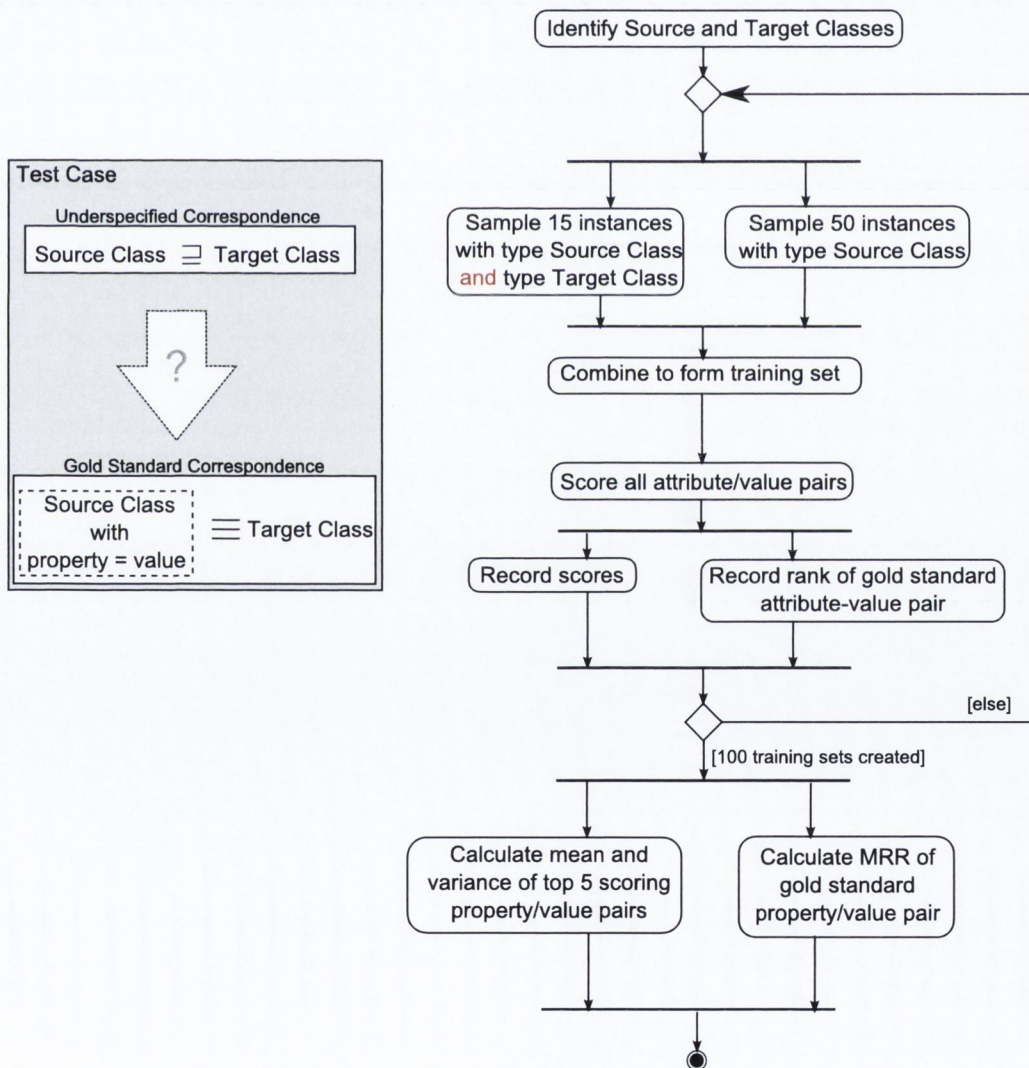 Identify Source and Target Classes
Test Case
Underspecified Correspondence
Source Class ⊒ Target Class
?
Gold Standard Correspondence
Source Class
with
property = value
≡ Target Class
Sample 15 instances
with type Source Class
and type Target Class
Sample 50 instances
with type Source Class
Combine to form training set
Score all attribute/value pairs
Record scores
Record rank of gold standard
attribute-value pair
[else]
[100 training sets created]
Calculate mean and
variance of top 5 scoring
property/value pairs
Calculate MRR of
gold standard
property/value pair